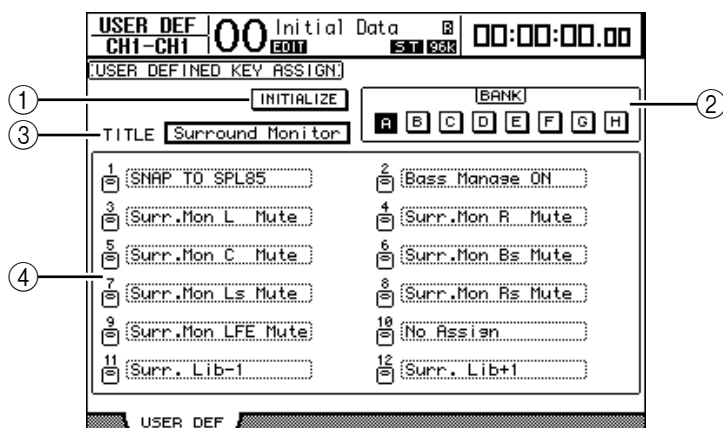 USER DEF 00 Initial Data B 00:00:00.00
CH1-CH1 EDIT ST 96K
USER DEFINED KEY ASSIGN
① INITIALIZE BANK ②
③ TITLE Surround Monitor A B C D E F G H
1 SNAP TO SPL85 2 Bass Manage ON
3 Surr.Mon L Mute 4 Surr.Mon R Mute
5 Surr.Mon C Mute 6 Surr.Mon Bs Mute
④ 7 Surr.Mon Ls Mute 8 Surr.Mon Rs Mute
9 Surr.Mon LFE Mute 10 No Assign
11 Surr. Lib-1 12 Surr. Lib+1
USER DEF